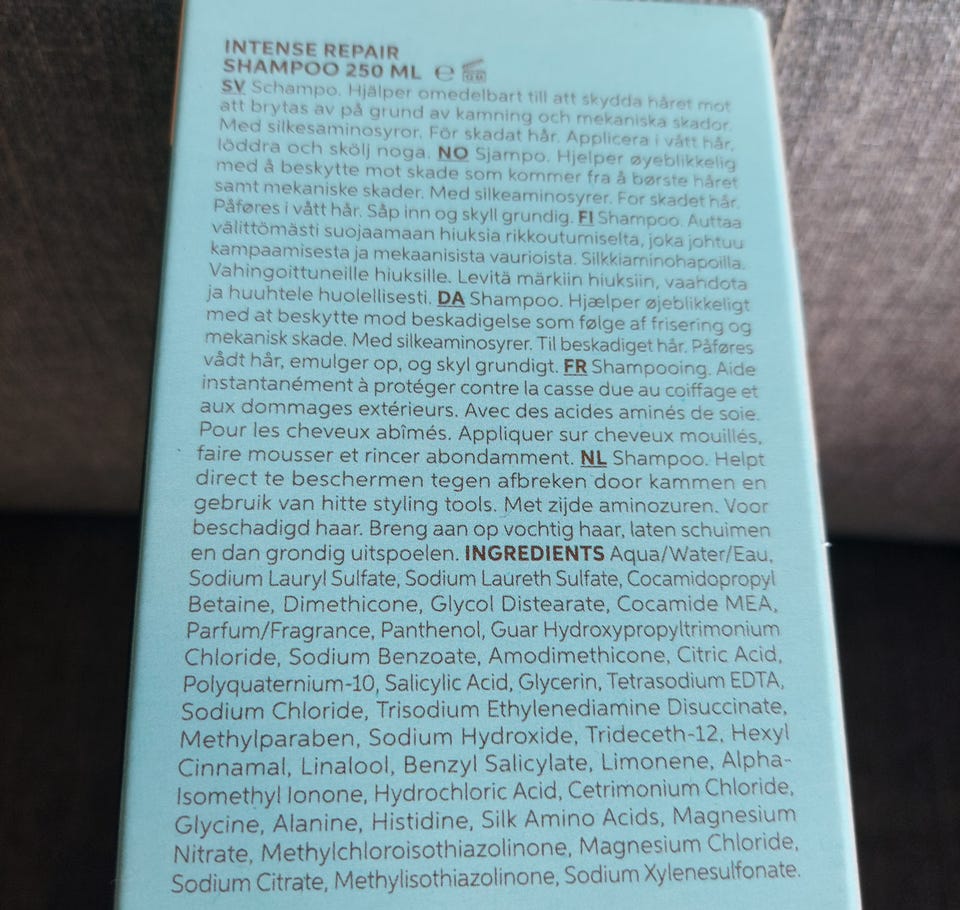 INTENSE REPAIR
SHAMPOO 250 ML ℮
SV Schampo. Hjälper omedelbart till att skydda håret mot
att brytas av på grund av kamning och mekaniska skador.
Med silkesaminosyror. För skadat hår. Applicera i vått hår,
löddra och skölj noga. NO Sjampo. Hjelper øyeblikkelig
med å beskytte mot skade som kommer fra å børste håret
samt mekaniske skader. Med silkeaminosyrer. For skadet hår.
Påføres i vått hår. Såp inn og skyll grundig. FI Shampoo. Auttaa
välittömästi suojaamaan hiuksia rikkoutumiselta, joka johtuu
kampaamisesta ja mekaanisista vaurioista. Silkkiaminohapoilla.
Vahingoittuneille hiuksille. Levitä märkiin hiuksiin, vaahdota
ja huuhtele huolellisesti. DA Shampoo. Hjælper øjeblikkeligt
med at beskytte mod beskadigelse som følge af frisering og
mekanisk skade. Med silkeaminosyrer. Til beskadiget hår. Påføres
vådt hår, emulger op, og skyl grundigt. FR Shampooing. Aide
instantanément à protéger contre la casse due au coiffage et
aux dommages extérieurs. Avec des acides aminés de soie.
Pour les cheveux abîmés. Appliquer sur cheveux mouillés,
faire mousser et rincer abondamment. NL Shampoo. Helpt
direct te beschermen tegen afbreken door kammen en
gebruik van hitte styling tools. Met zijde aminozuren. Voor
beschadigd haar. Breng aan op vochtig haar, laten schuimen
en dan grondig uitspoelen. INGREDIENTS Aqua/Water/Eau,
Sodium Lauryl Sulfate, Sodium Laureth Sulfate, Cocamidopropyl
Betaine, Dimethicone, Glycol Distearate, Cocamide MEA,
Parfum/Fragrance, Panthenol, Guar Hydroxypropyltrimonium
Chloride, Sodium Benzoate, Amodimethicone, Citric Acid,
Polyquaternium-10, Salicylic Acid, Glycerin, Tetrasodium EDTA,
Sodium Chloride, Trisodium Ethylenediamine Disuccinate,
Methylparaben, Sodium Hydroxide, Trideceth-12, Hexyl
Cinnamal, Linalool, Benzyl Salicylate, Limonene, Alpha-
Isomethyl Ionone, Hydrochloric Acid, Cetrimonium Chloride,
Glycine, Alanine, Histidine, Silk Amino Acids, Magnesium
Nitrate, Methylchloroisothiazolinone, Magnesium Chloride,
Sodium Citrate, Methylisothiazolinone, Sodium Xylenesulfonate.